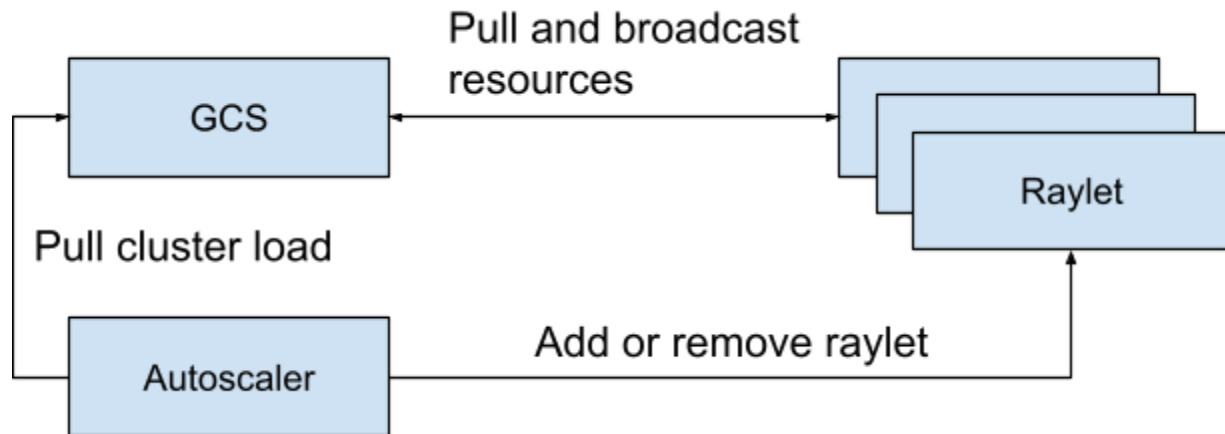 Pull and broadcast
resources
GCS
Raylet
Pull cluster load
Add or remove raylet
Autoscaler